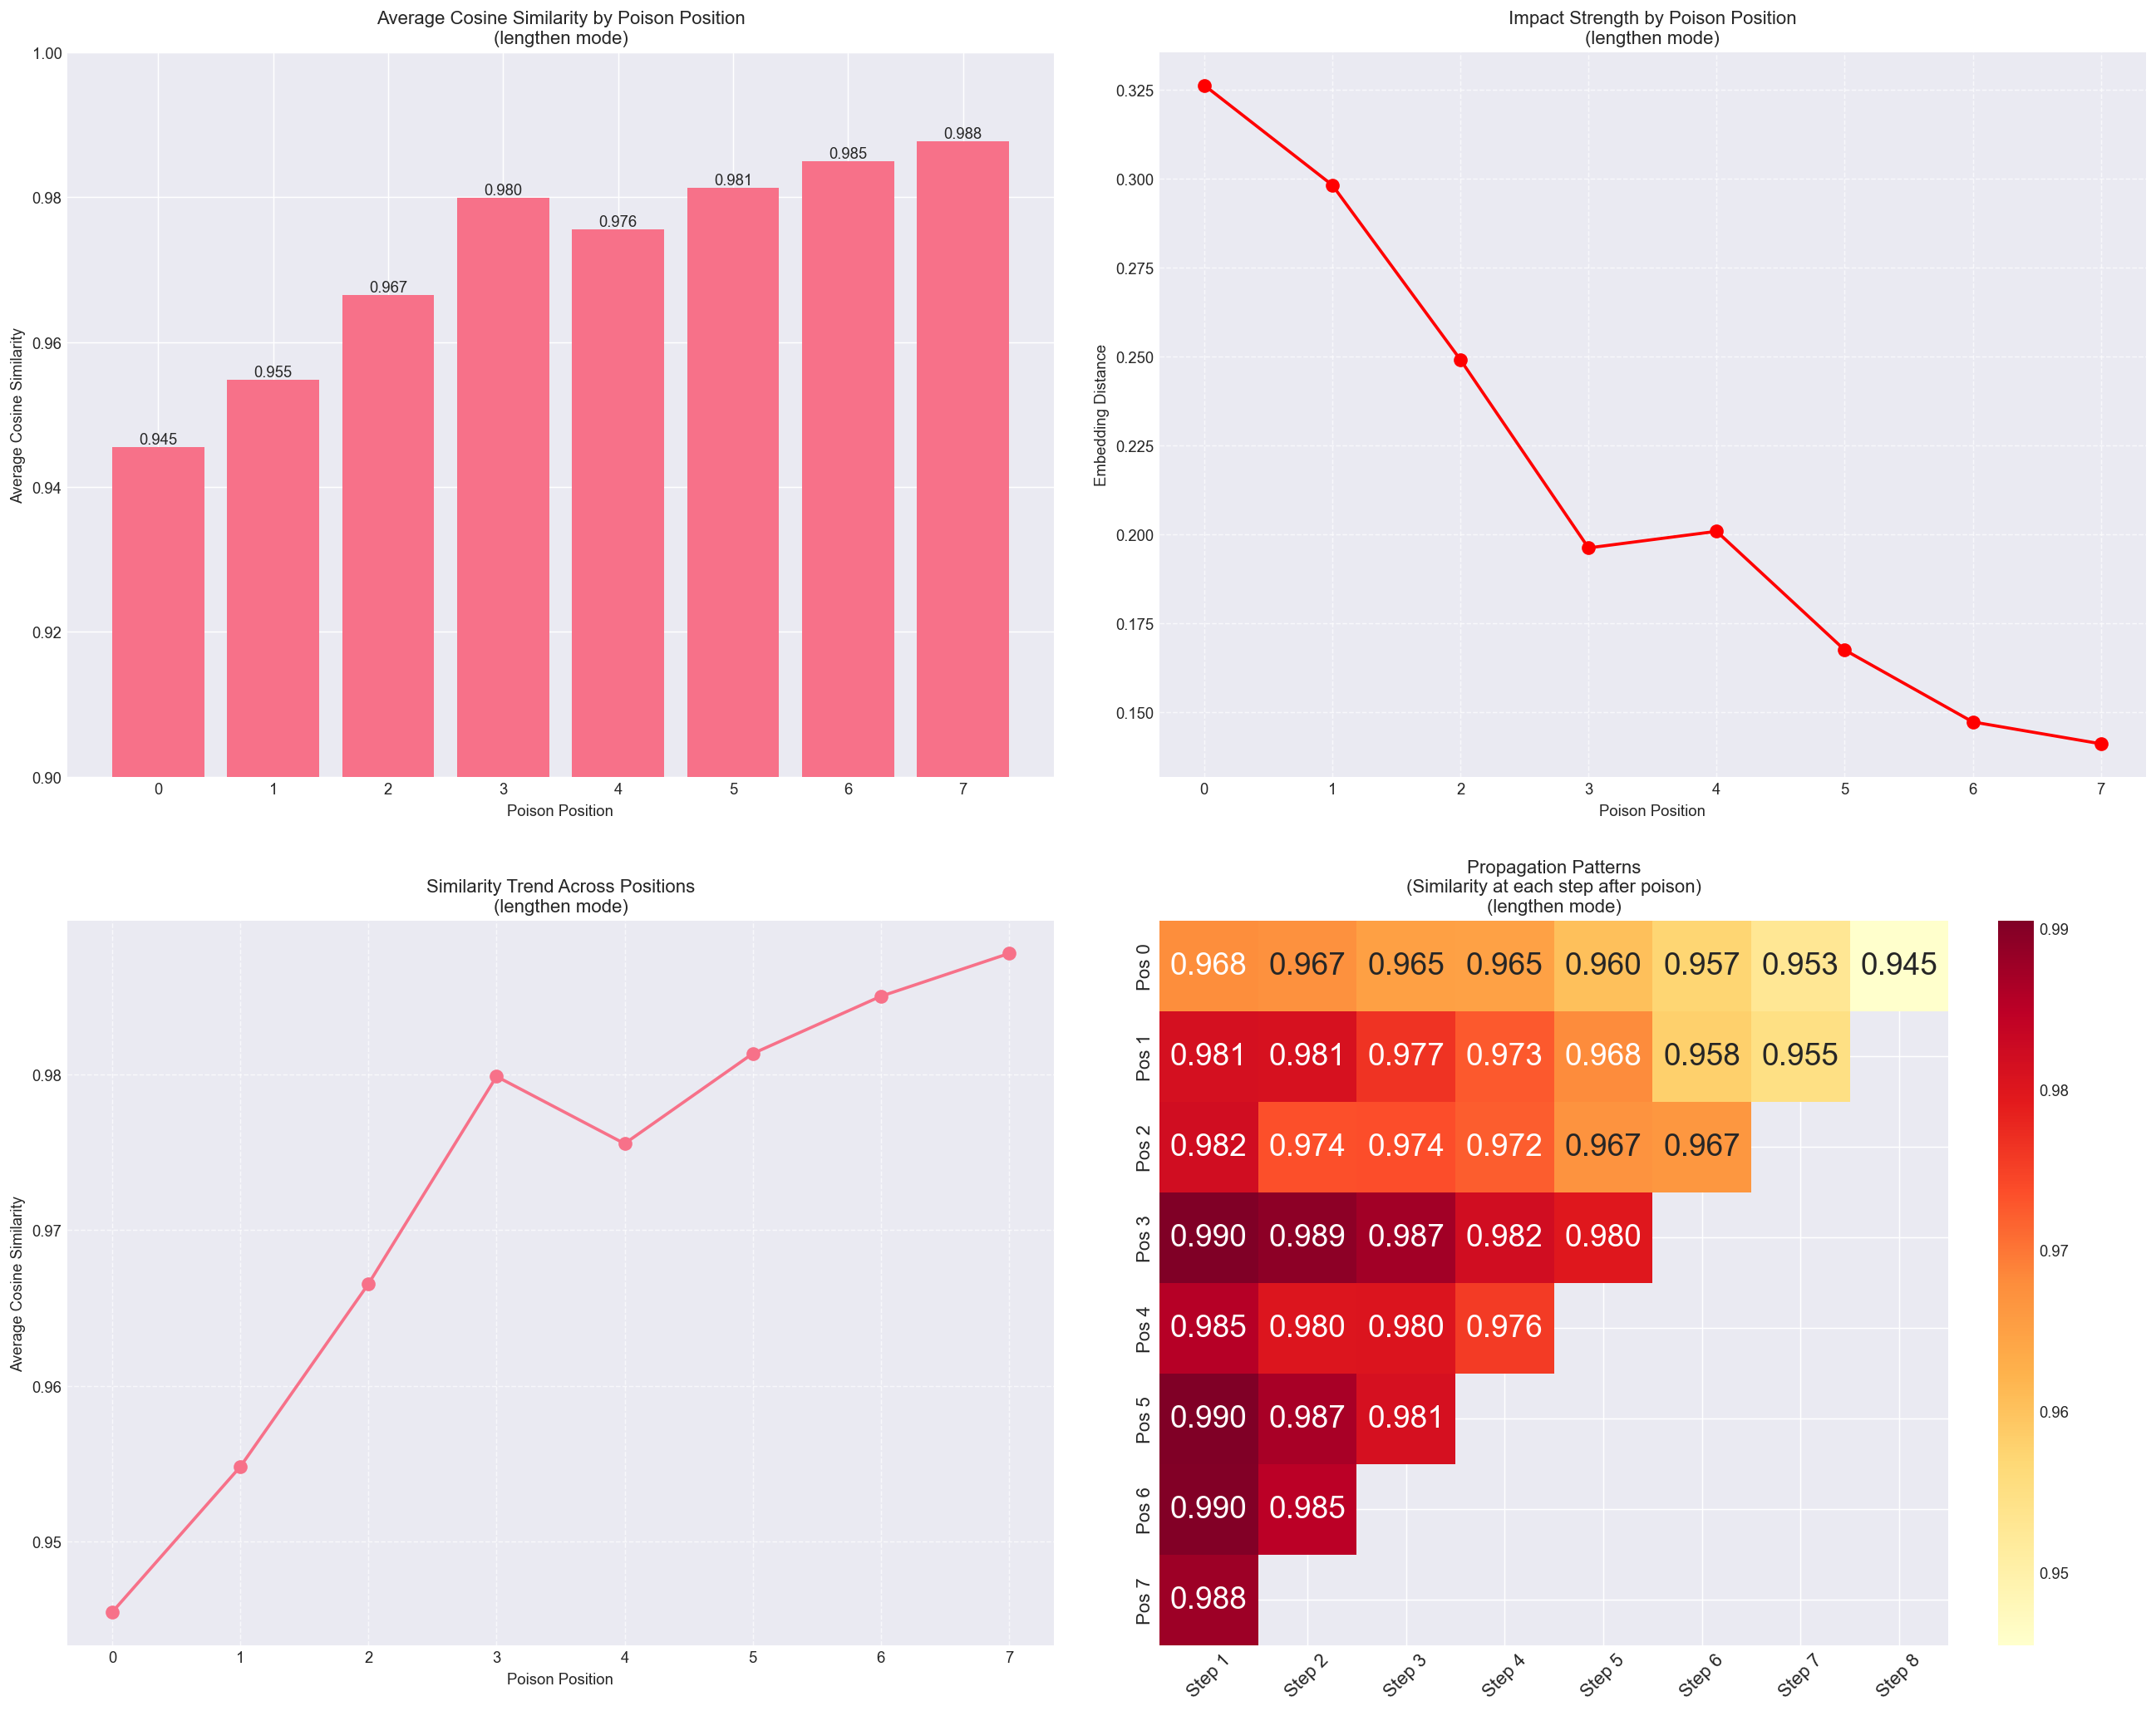 Average Cosine Similarity by Poison Position
(lengthen mode)
1.00
0.98
0.96
0.94
0.92
0.90
Average Cosine Similarity
0.945
0.955
0.967
0.980
0.976
0.981
0.985
0.988
0 1 2 3 4 5 6 7
Poison Position
Impact Strength by Poison Position
(lengthen mode)
0.325
0.300
0.275
0.250
0.225
0.200
0.175
0.150
Embedding Distance
0 1 2 3 4 5 6 7
Poison Position
Similarity Trend Across Positions
(lengthen mode)
0.98
0.97
0.96
0.95
Average Cosine Similarity
0 1 2 3 4 5 6 7
Poison Position
Propagation Patterns
(Similarity at each step after poison)
(lengthen mode)
Pos 0 0.968 0.967 0.965 0.965 0.960 0.957 0.953 0.945
Pos 1 0.981 0.981 0.977 0.973 0.968 0.958 0.955
Pos 2 0.982 0.974 0.974 0.972 0.967 0.967
Pos 3 0.990 0.989 0.987 0.982 0.980
Pos 4 0.985 0.980 0.980 0.976
Pos 5 0.990 0.987 0.981
Pos 6 0.990 0.985
Pos 7 0.988
Step 1 Step 2 Step 3 Step 4 Step 5 Step 6 Step 7 Step 8
0.99
0.98
0.97
0.96
0.95